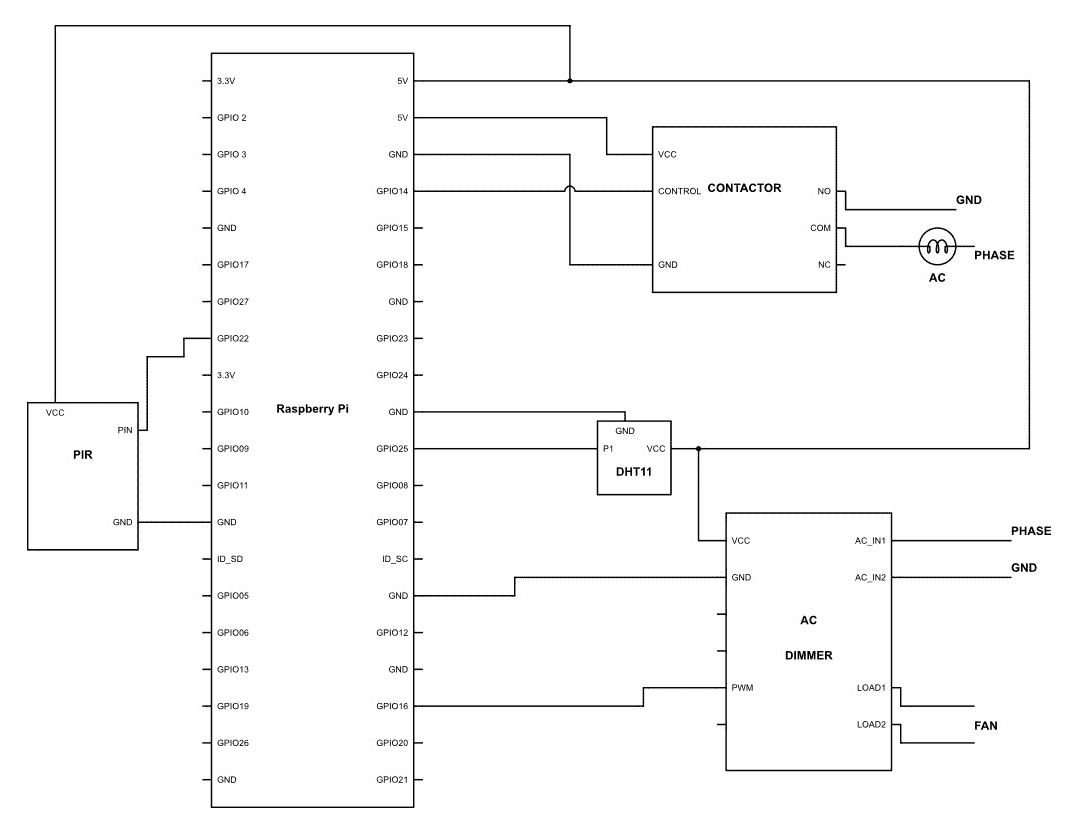 3.3V
GPIO 2
GPIO 3
GPIO 4
GND
GPIO17
GPIO27
GPIO22
3.3V
GPIO10
GPIO09
GPIO11
GND
ID_SD
GPIO05
GPIO06
GPIO13
GPIO19
GPIO26
GND
Raspberry Pi
5V
5V
GND
GPIO14
GPIO15
GPIO18
GND
GPIO23
GPIO24
GND
GPIO25
GPIO08
GPIO07
ID_SC
GND
GPIO12
GND
GPIO16
GPIO20
GPIO21
VCC
PIN
PIR
GND
VCC
CONTROL
CONTACTOR
GND
NO
COM
NC
GND
PHASE
AC
GND
P1
VCC
DHT11
VCC
GND
PWM
AC
DIMMER
AC_IN1
AC_IN2
LOAD1
LOAD2
PHASE
GND
FAN